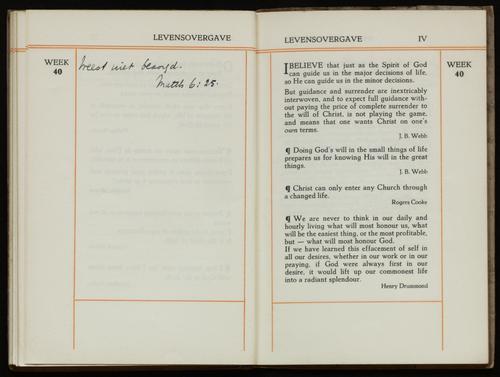 LEVENSOVERGAVE
WEEK
40
Weest niet bezorgd.
Matth 6:25.
LEVENSOVERGAVE IV
WEEK
40
I BELIEVE that just as the Spirit of God
can guide us in the major decisions of life,
so He can guide us in the minor decisions.
But guidance and surrender are inextricably
interwoven, and to expect full guidance with-
out paying the price of complete surrender to
the will of Christ, is not playing the game,
and means that one wants Christ on one's
own terms.
J. B. Webb
¶ Doing God's will in the small things of life
prepares us for knowing His will in the great
things.
J. B. Webb
¶ Christ can only enter any Church through
a changed life.
Rogers Cooke
¶ We are never to think in our daily and
hourly living what will most honour us, what
will be the easiest thing, or the most profitable,
but — what will most honour God.
If we have learned this effacement of self in
all our desires, whether in our work or in our
praying, if God were always first in our
desire, it would lift up our commonest life
into a radiant splendour.
Henry Drummond